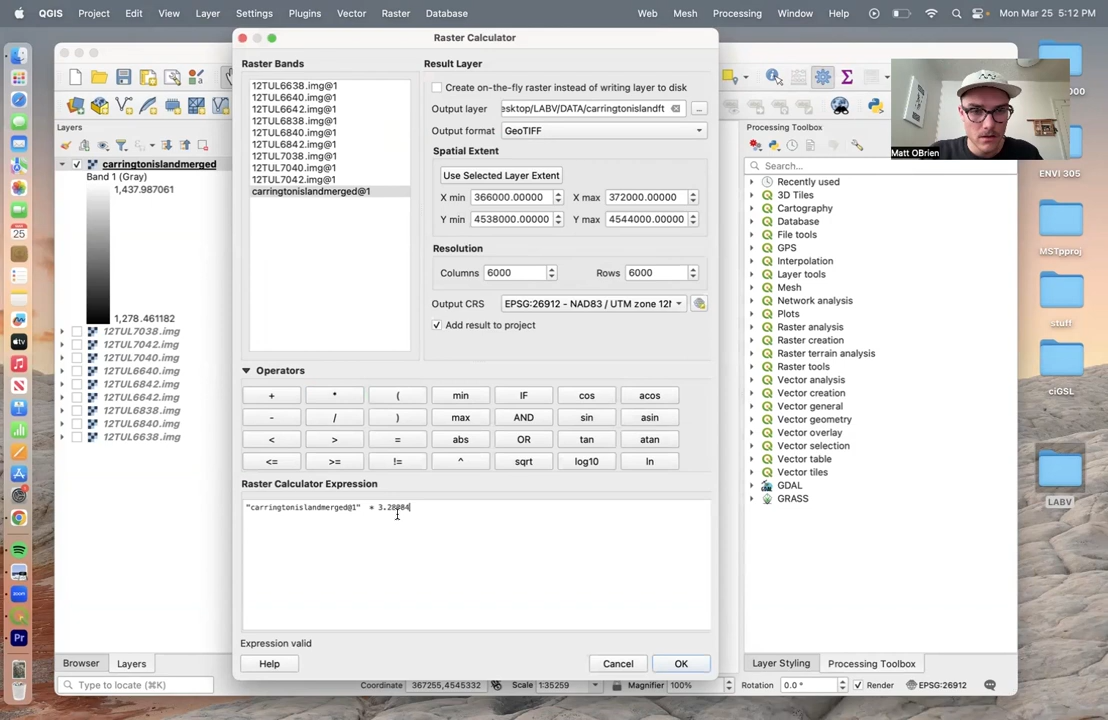 QGIS Project Edit View Layer Settings Plugins Vector Raster Database Web Mesh Processing Window Help Mon Mar 25 5:12 PM
Raster Calculator
Raster Bands
12TUL6638.img@1
12TUL6640.img@1
12TUL6642.img@1
12TUL6838.img@1
12TUL6840.img@1
12TUL6842.img@1
12TUL7038.img@1
12TUL7040.img@1
12TUL7042.img@1
carringtonislandmerged@1
Result Layer
Create on-the-fly raster instead of writing layer to disk
Output layer esktop/LABV/DATA/carringtonislandft ...
Output format GeoTIFF
Spatial Extent
Use Selected Layer Extent
X min 366000.00000 X max 372000.00000
Y min 4538000.00000 Y max 4544000.00000
Resolution
Columns 6000 Rows 6000
Output CRS EPSG:26912 - NAD83 / UTM zone 12
Add result to project
Operators
+ * ( min IF cos acos
- / ) max AND sin asin
< > = abs OR tan atan
<= >= != ^ sqrt log10 ln
Raster Calculator Expression
"carringtonislandmerged@1" * 3.28084
Expression valid
Help Cancel OK
Layers
carringtonislandmerged
Band 1 (Gray)
1,437.987061
1,278.461182
12TUL7038.img
12TUL7042.img
12TUL7040.img
12TUL6640.img
12TUL6842.img
12TUL6642.img
12TUL6838.img
12TUL6840.img
12TUL6638.img
Browser Layers
Type to locate (⌘K)
Coordinate 367255,4545332 Scale 1:35259 Magnifier 100% Rotation 0.0 ° Render EPSG:26912
Matt OBrien
Processing Toolbox
Search...
Recently used
3D Tiles
Cartography
Database
File tools
GPS
Interpolation
Layer tools
Mesh
Network analysis
Plots
Raster analysis
Raster creation
Raster terrain analysis
Raster tools
Vector analysis
Vector creation
Vector general
Vector geometry
Vector overlay
Vector selection
Vector table
Vector tiles
GDAL
GRASS
Layer Styling Processing Toolbox
ENVI 305
MSTpproj
stuff
ciGSL
LABV